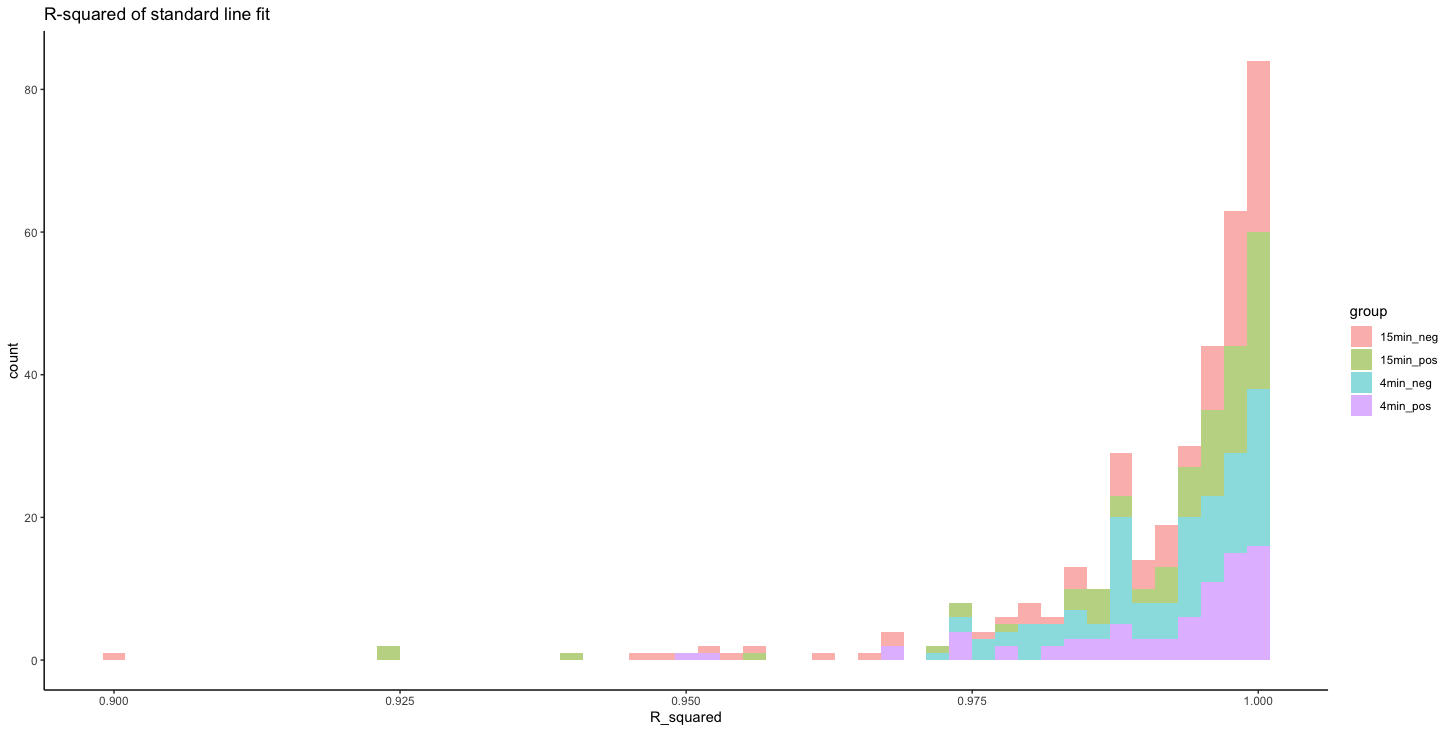 R-squared of standard line fit
count
80
60
40
20
0
0.900 0.925 0.950 0.975 1.000
R_squared
group
15min_neg
15min_pos
4min_neg
4min_pos